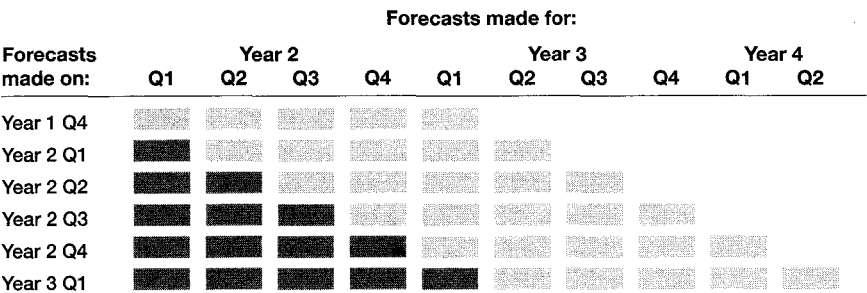 Forecasts made for:
Forecasts Year 2 Year 3 Year 4
made on: Q1 Q2 Q3 Q4 Q1 Q2 Q3 Q4 Q1 Q2
Year 1 Q4
Year 2 Q1
Year 2 Q2
Year 2 Q3
Year 2 Q4
Year 3 Q1